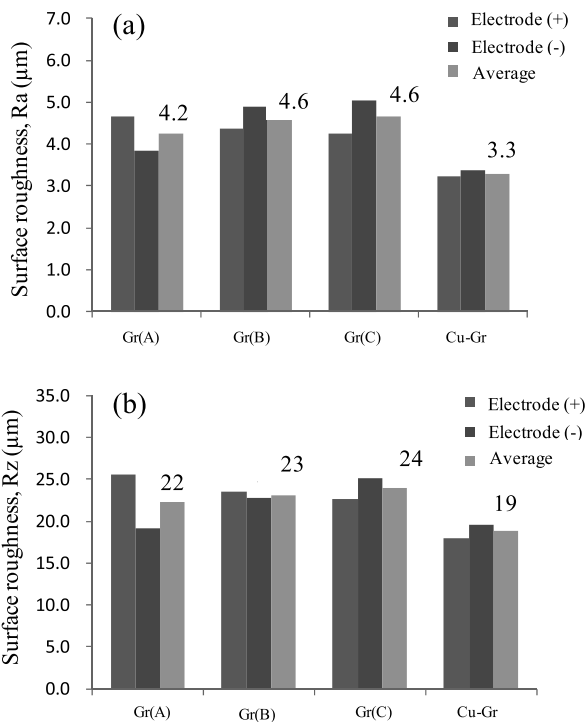 (a)
Electrode (+)
Electrode (-)
Average
Surface roughness, Ra (µm)
7.0
6.0
5.0
4.0
3.0
2.0
1.0
0.0
4.2
4.6
4.6
3.3
Gr(A)
Gr(B)
Gr(C)
Cu-Gr
(b)
Electrode (+)
Electrode (-)
Average
Surface roughness, Rz (µm)
35.0
30.0
25.0
20.0
15.0
10.0
5.0
0.0
22
23
24
19
Gr(A)
Gr(B)
Gr(C)
Cu-Gr